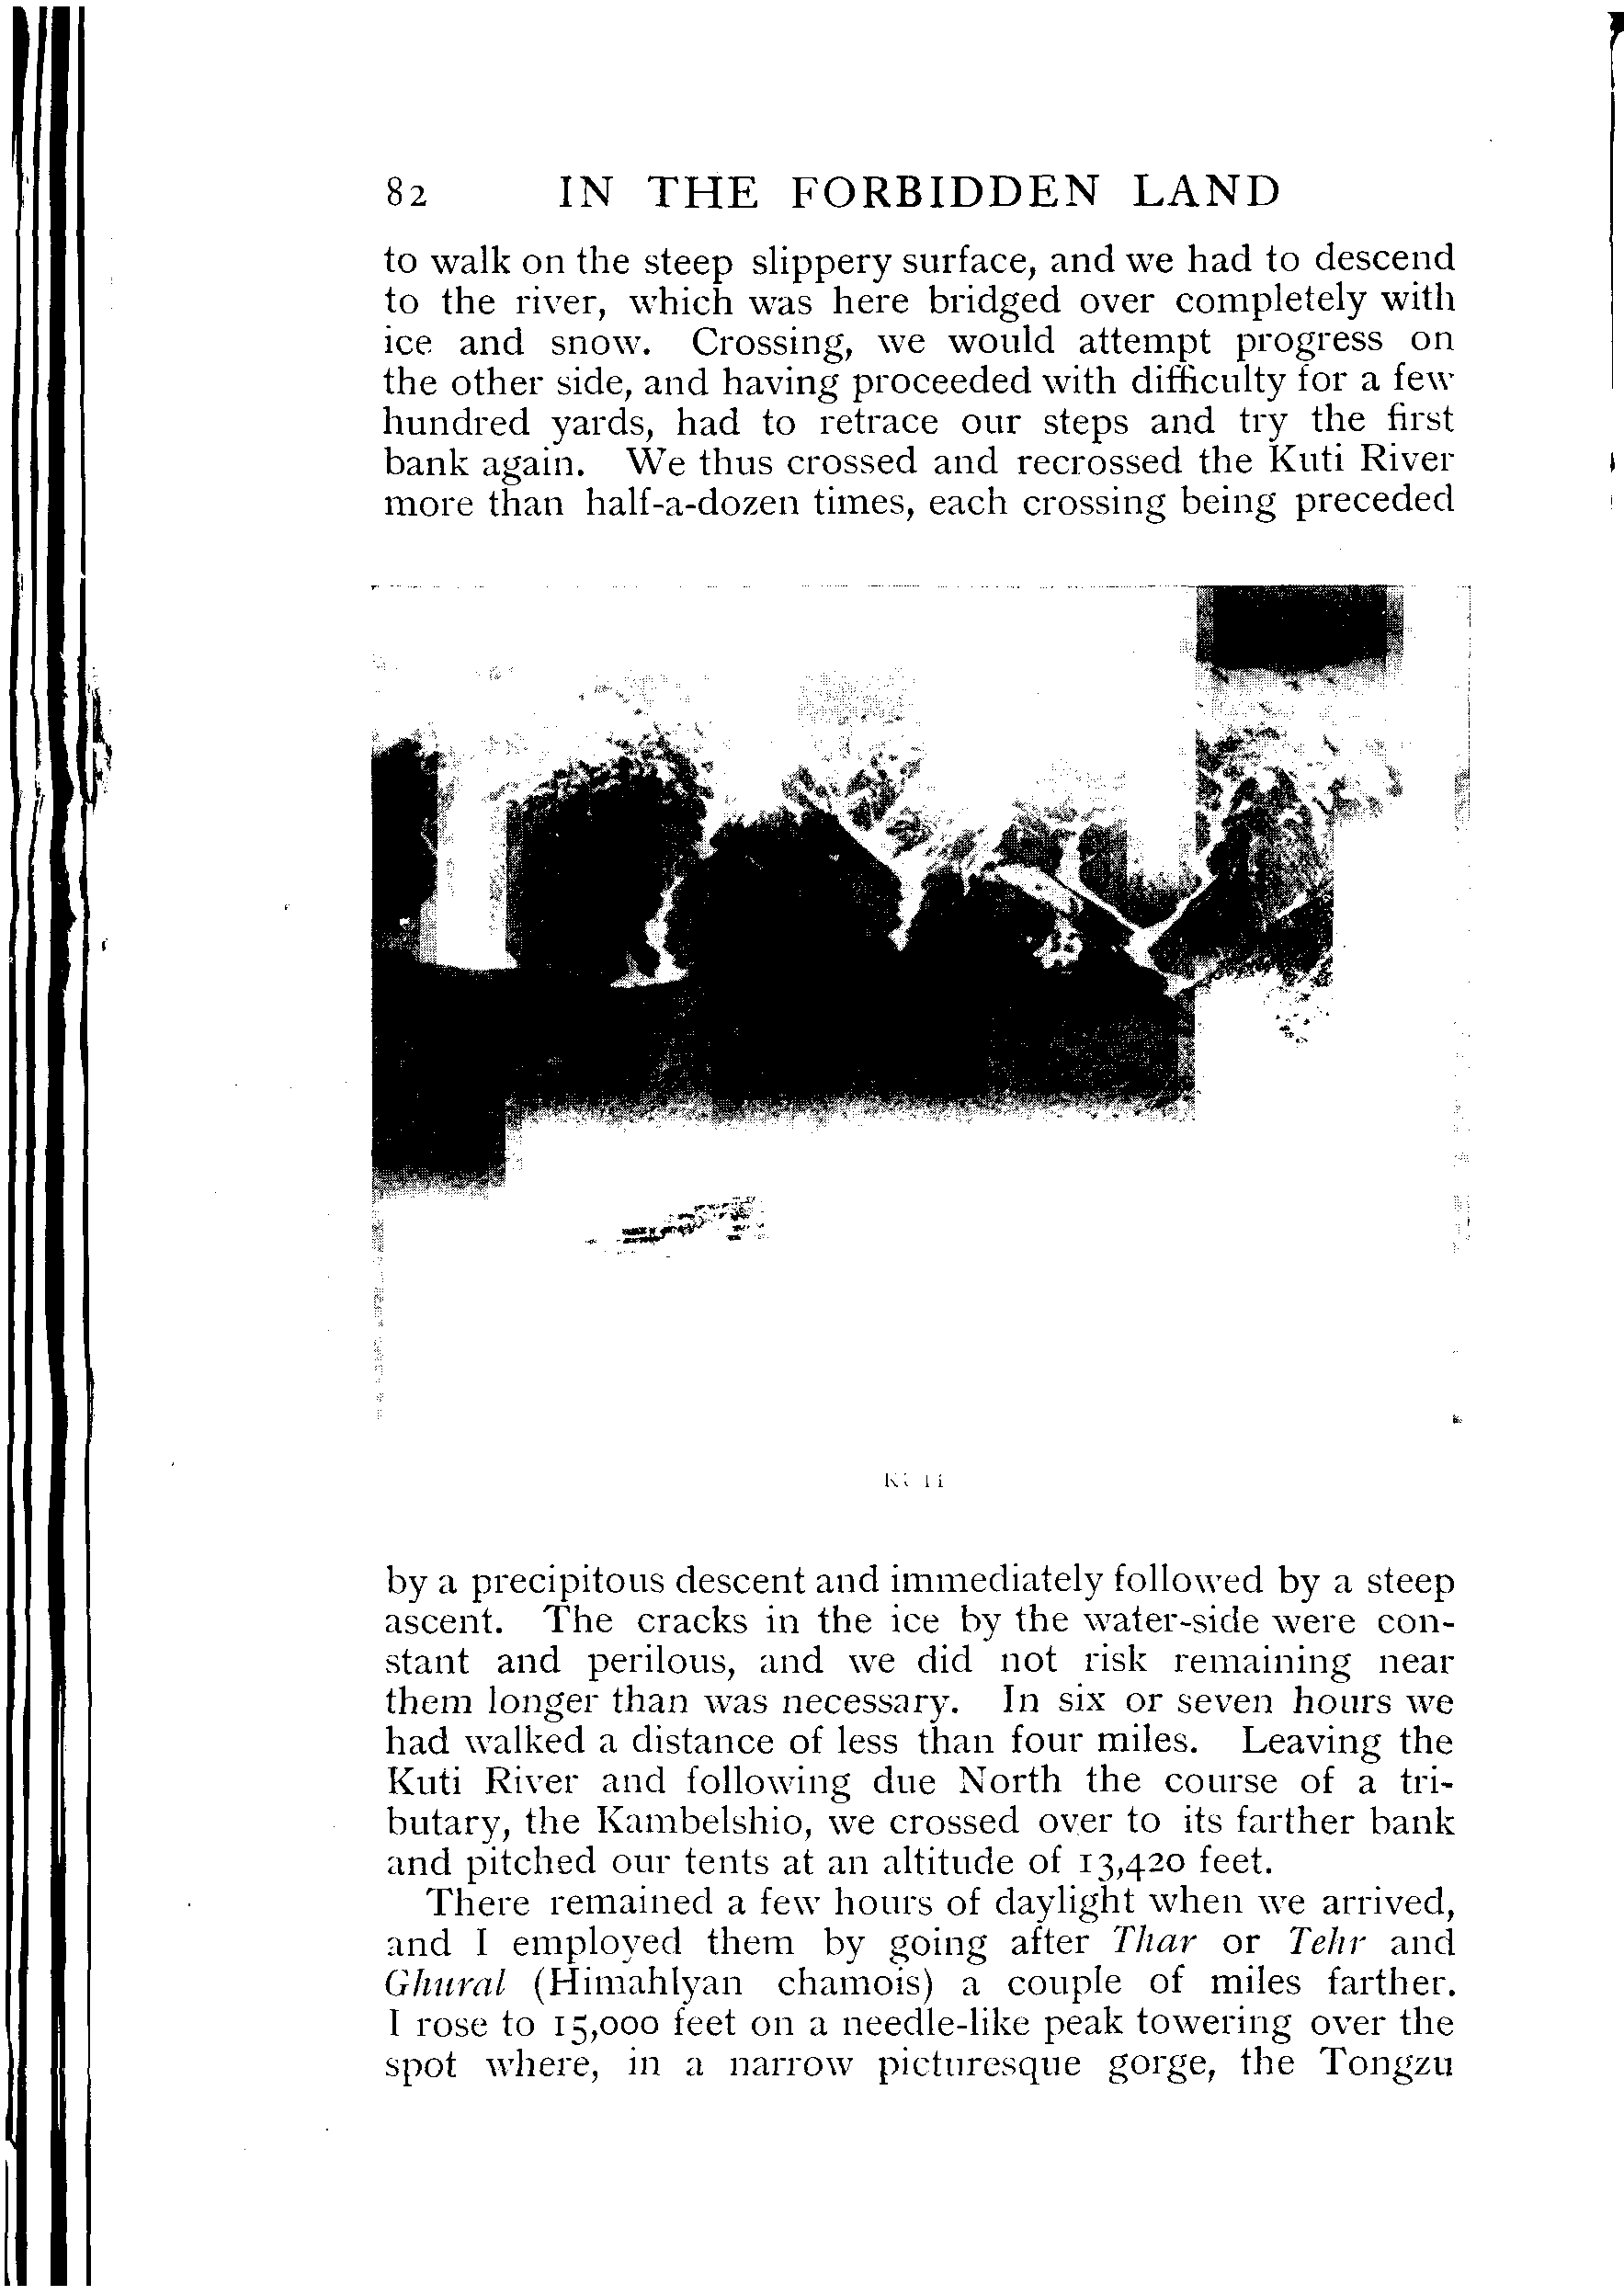 82 IN THE FORBIDDEN LAND
to walk on the steep slippery surface, and we had to descend
to the river, which was here bridged over completely with
ice and snow. Crossing, we would attempt progress on
the other side, and having proceeded with difficulty for a few
hundred yards, had to retrace our steps and try the first
bank again. We thus crossed and recrossed the Kuti River
more than half-a-dozen times, each crossing being preceded
by a precipitous descent and immediately followed by a steep
ascent. The cracks in the ice by the water-side were con-
stant and perilous, and we did not risk remaining near
them longer than was necessary. In six or seven hours we
had walked a distance of less than four miles. Leaving the
Kuti River and following due North the course of a tri-
butary, the Kambelshio, we crossed over to its farther bank
and pitched our tents at an altitude of 13,420 feet.
There remained a few hours of daylight when we arrived,
and I employed them by going after Thar or Tehr and
Ghural (Himahlyan chamois) a couple of miles farther.
I rose to 15,000 feet on a needle-like peak towering over the
spot where, in a narrow picturesque gorge, the Tongzu